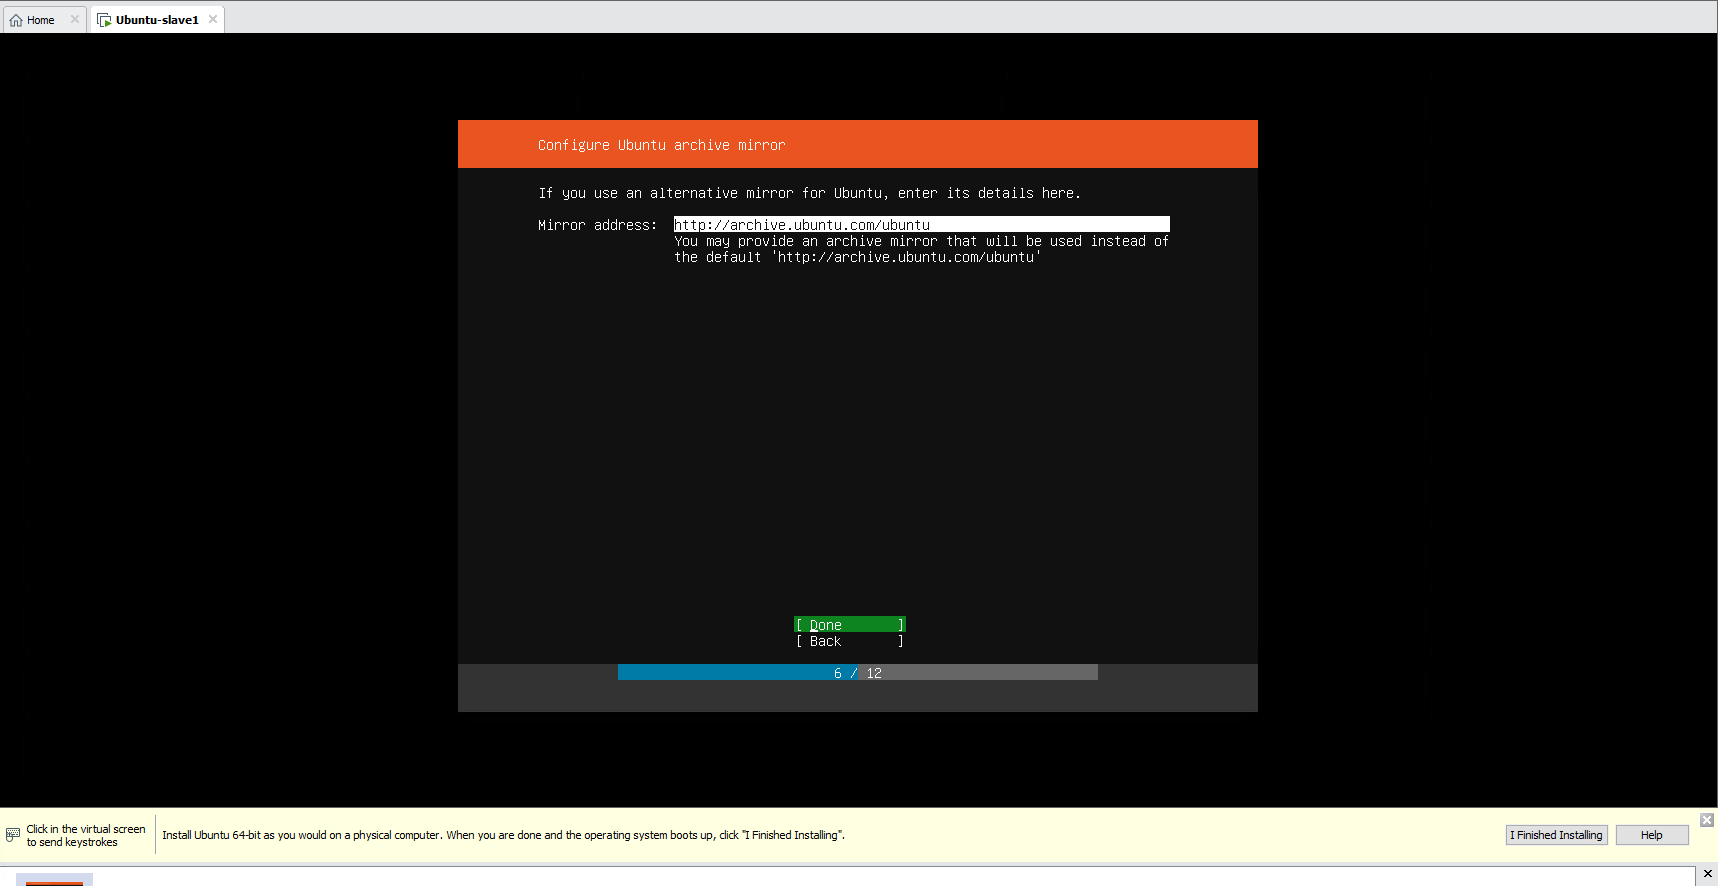 Home
Ubuntu-slave1
Configure Ubuntu archive mirror
If you use an alternative mirror for Ubuntu, enter its details here.
Mirror address: http://archive.ubuntu.com/ubuntu
You may provide an archive mirror that will be used instead of
the default 'http://archive.ubuntu.com/ubuntu'
[ Done ]
[ Back ]
6 / 12
Click in the virtual screen
to send keystrokes
Install Ubuntu 64-bit as you would on a physical computer. When you are done and the operating system boots up, click "I Finished Installing".
I Finished Installing
Help